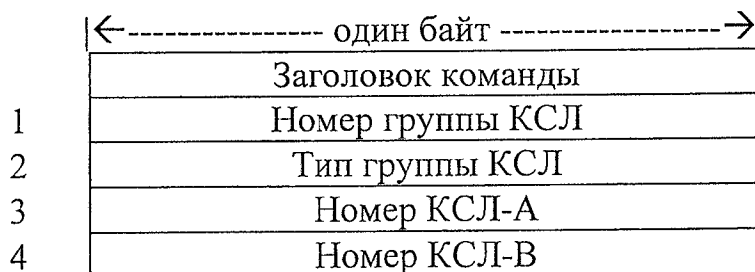 |←--------------- один байт ------------------→
Заголовок команды
1 Номер группы КСЛ
2 Тип группы КСЛ
3 Номер КСЛ-А
4 Номер КСЛ-В